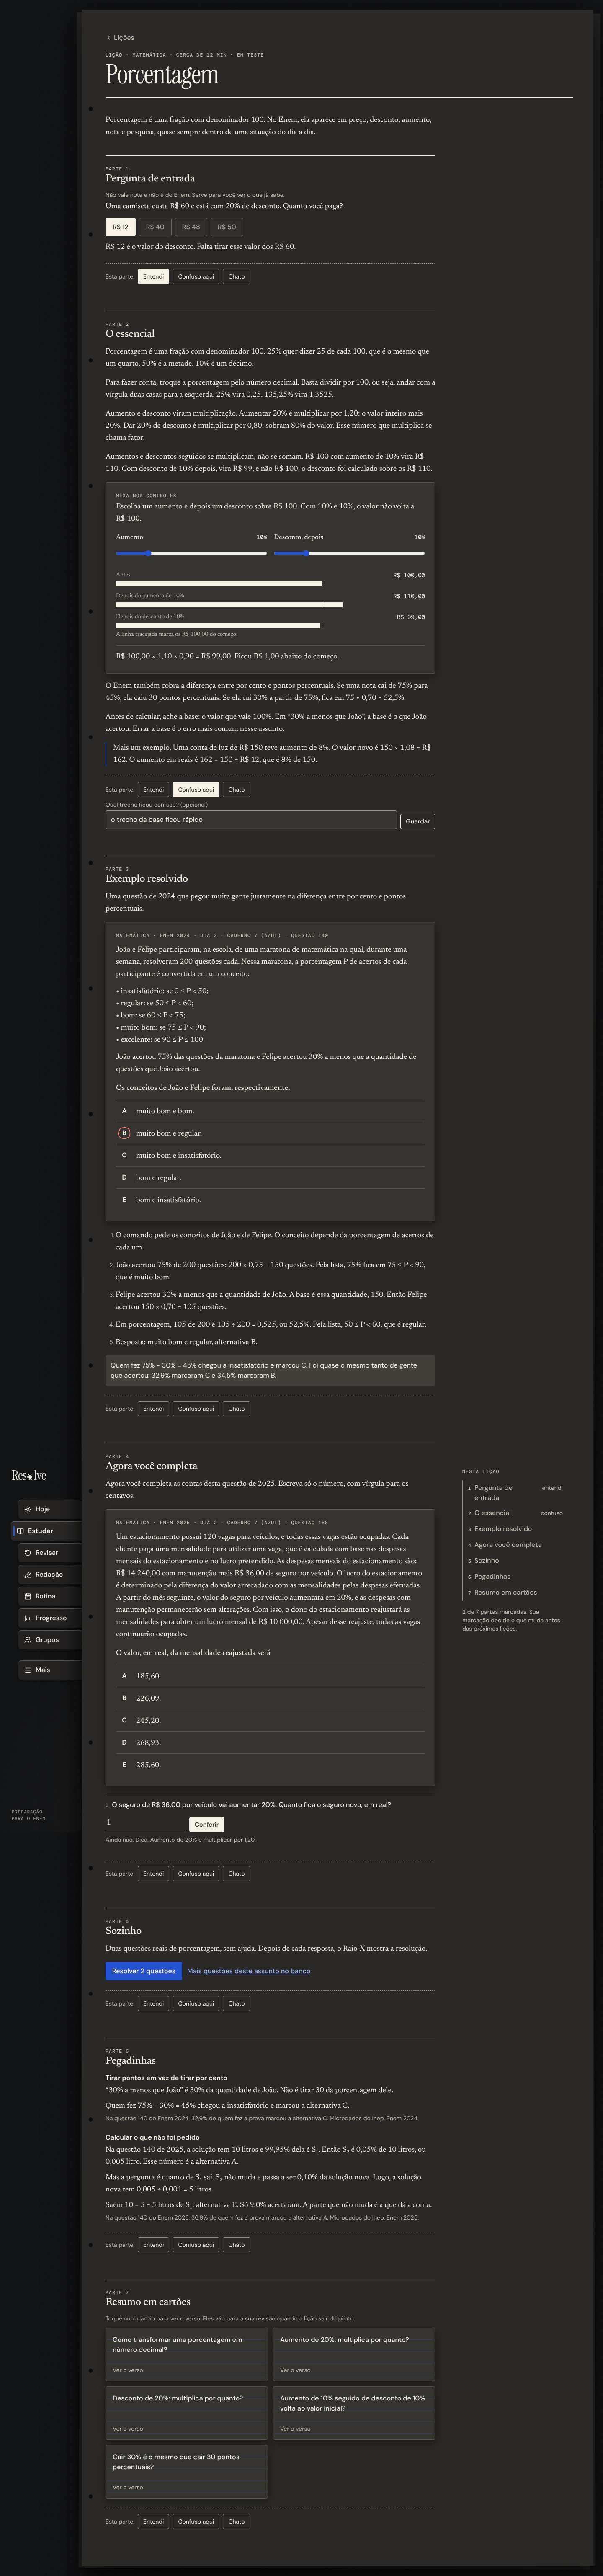 ‹ Lições
LIÇÃO · MATEMÁTICA · CERCA DE 12 MIN · EM TESTE
Porcentagem
Porcentagem é uma fração com denominador 100. No Enem, ela aparece em preço, desconto, aumento,
nota e pesquisa, quase sempre dentro de uma situação do dia a dia.
PARTE 1
Pergunta de entrada
Não vale nota e não é do Enem. Serve para você ver o que já sabe.
Uma camiseta custa R$ 60 e está com 20% de desconto. Quanto você paga?
R$ 12
R$ 40
R$ 48
R$ 50
R$ 12 é o valor do desconto. Falta tirar esse valor dos R$ 60.
Esta parte:
Entendi
Confuso aqui
Chato
PARTE 2
O essencial
Porcentagem é uma fração com denominador 100. 25% quer dizer 25 de cada 100, que é o mesmo que
um quarto. 50% é a metade. 10% é um décimo.
Para fazer conta, troque a porcentagem pelo número decimal. Basta dividir por 100, ou seja, andar com a
vírgula duas casas para a esquerda. 25% vira 0,25. 135,25% vira 1,3525.
Aumento e desconto viram multiplicação. Aumentar 20% é multiplicar por 1,20: o valor inteiro mais
20%. Dar 20% de desconto é multiplicar por 0,80: sobram 80% do valor. Esse número que multiplica se
chama fator.
Aumentos e descontos seguidos se multiplicam, não se somam. R$ 100 com aumento de 10% vira R$
110. Com desconto de 10% depois, vira R$ 99, e não R$ 100: o desconto foi calculado sobre os R$ 110.
MEXA NOS CONTROLES
Escolha um aumento e depois um desconto sobre R$ 100. Com 10% e 10%, o valor não volta a
R$ 100.
Aumento 10%
Desconto, depois 10%
Antes R$ 100,00
Depois do aumento de 10% R$ 110,00
Depois do desconto de 10% R$ 99,00
A linha tracejada marca os R$ 100,00 do começo.
R$ 100,00 × 1,10 × 0,90 = R$ 99,00. Ficou R$ 1,00 abaixo do começo.
O Enem também cobra a diferença entre por cento e pontos percentuais. Se uma nota cai de 75% para
45%, ela caiu 30 pontos percentuais. Se ela cai 30% a partir de 75%, fica em 75 × 0,70 = 52,5%.
Antes de calcular, ache a base: o valor que vale 100%. Em “30% a menos que João”, a base é o que João
acertou. Errar a base é o erro mais comum nesse assunto.
Mais um exemplo. Uma conta de luz de R$ 150 teve aumento de 8%. O valor novo é 150 × 1,08 = R$
162. O aumento em reais é 162 − 150 = R$ 12, que é 8% de 150.
Esta parte:
Entendi
Confuso aqui
Chato
Qual trecho ficou confuso? (opcional)
o trecho da base ficou rápido
Guardar
PARTE 3
Exemplo resolvido
Uma questão de 2024 que pegou muita gente justamente na diferença entre por cento e pontos
percentuais.
MATEMÁTICA · ENEM 2024 · DIA 2 · CADERNO 7 (AZUL) · QUESTÃO 140
João e Felipe participaram, na escola, de uma maratona de matemática na qual, durante uma
semana, resolveram 200 questões cada. Nessa maratona, a porcentagem P de acertos de cada
participante é convertida em um conceito:
• insatisfatório: se 0 ≤ P < 50;
• regular: se 50 ≤ P < 60;
• bom: se 60 ≤ P < 75;
• muito bom: se 75 ≤ P < 90;
• excelente: se 90 ≤ P ≤ 100.
João acertou 75% das questões da maratona e Felipe acertou 30% a menos que a quantidade de
questões que João acertou.
Os conceitos de João e Felipe foram, respectivamente,
A muito bom e bom.
B muito bom e regular.
C muito bom e insatisfatório.
D bom e regular.
E bom e insatisfatório.
1. O comando pede os conceitos de João e de Felipe. O conceito depende da porcentagem de acertos de
cada um.
2. João acertou 75% de 200 questões: 200 × 0,75 = 150 questões. Pela lista, 75% fica em 75 ≤ P < 90,
que é muito bom.
3. Felipe acertou 30% a menos que a quantidade de João. A base é essa quantidade, 150. Então Felipe
acertou 150 × 0,70 = 105 questões.
4. Em porcentagem, 105 de 200 é 105 ÷ 200 = 0,525, ou 52,5%. Pela lista, 50 ≤ P < 60, que é regular.
5. Resposta: muito bom e regular, alternativa B.
Quem fez 75% − 30% = 45% chegou a insatisfatório e marcou C. Foi quase o mesmo tanto de gente
que acertou: 32,9% marcaram C e 34,5% marcaram B.
Esta parte:
Entendi
Confuso aqui
Chato
PARTE 4
Agora você completa
Agora você completa as contas desta questão de 2025. Escreva só o número, com vírgula para os
centavos.
MATEMÁTICA · ENEM 2025 · DIA 2 · CADERNO 7 (AZUL) · QUESTÃO 158
Um estacionamento possui 120 vagas para veículos, e todas essas vagas estão ocupadas. Cada
cliente paga uma mensalidade para utilizar uma vaga, que é calculada com base nas despesas
mensais do estacionamento e no lucro pretendido. As despesas mensais do estacionamento são:
R$ 14 240,00 com manutenção mais R$ 36,00 de seguro por veículo. O lucro do estacionamento
é determinado pela diferença do valor arrecadado com as mensalidades pelas despesas efetuadas.
A partir do mês seguinte, o valor do seguro por veículo aumentará em 20%, e as despesas com
manutenção permanecerão sem alterações. Com isso, o dono do estacionamento reajustará as
mensalidades para obter um lucro mensal de R$ 10 000,00. Apesar desse reajuste, todas as vagas
continuarão ocupadas.
O valor, em real, da mensalidade reajustada será
A 185,60.
B 226,09.
C 245,20.
D 268,93.
E 285,60.
1 O seguro de R$ 36,00 por veículo vai aumentar 20%. Quanto fica o seguro novo, em real?
1
Conferir
Ainda não. Dica: Aumento de 20% é multiplicar por 1,20.
Esta parte:
Entendi
Confuso aqui
Chato
Resolve
Hoje
Estudar
Revisar
Redação
Rotina
Progresso
Grupos
Mais
PREPARAÇÃO
PARA O ENEM
NESTA LIÇÃO
1 Pergunta de entrada entendi
2 O essencial confuso
3 Exemplo resolvido
4 Agora você completa
5 Sozinho
6 Pegadinhas
7 Resumo em cartões
2 de 7 partes marcadas. Sua
marcação decide o que muda antes
das próximas lições.
PARTE 5
Sozinho
Duas questões reais de porcentagem, sem ajuda. Depois de cada resposta, o Raio-X mostra a resolução.
Resolver 2 questões
Mais questões deste assunto no banco
Esta parte:
Entendi
Confuso aqui
Chato
PARTE 6
Pegadinhas
Tirar pontos em vez de tirar por cento
“30% a menos que João” é 30% da quantidade de João. Não é tirar 30 da porcentagem dele.
Quem fez 75% − 30% = 45% chegou a insatisfatório e marcou a alternativa C.
Na questão 140 do Enem 2024, 32,9% de quem fez a prova marcou a alternativa C. Microdados do Inep, Enem 2024.
Calcular o que não foi pedido
Na questão 140 de 2025, a solução tem 10 litros e 99,95% dela é S₁. Então S₂ é 0,05% de 10 litros, ou
0,005 litro. Esse número é a alternativa A.
Mas a pergunta é quanto de S₁ sai. S₂ não muda e passa a ser 0,10% da solução nova. Logo, a solução
nova tem 0,005 ÷ 0,001 = 5 litros.
Saem 10 − 5 = 5 litros de S₁: alternativa E. Só 9,0% acertaram. A parte que não muda é a que dá a conta.
Na questão 140 do Enem 2025, 36,9% de quem fez a prova marcou a alternativa A. Microdados do Inep, Enem 2025.
Esta parte:
Entendi
Confuso aqui
Chato
PARTE 7
Resumo em cartões
Toque num cartão para ver o verso. Eles vão para a sua revisão quando a lição sair do piloto.
Como transformar uma porcentagem em
número decimal?
Ver o verso
Aumento de 20%: multiplica por quanto?
Ver o verso
Desconto de 20%: multiplica por quanto?
Ver o verso
Aumento de 10% seguido de desconto de 10%
volta ao valor inicial?
Ver o verso
Cair 30% é o mesmo que cair 30 pontos
percentuais?
Ver o verso
Esta parte:
Entendi
Confuso aqui
Chato